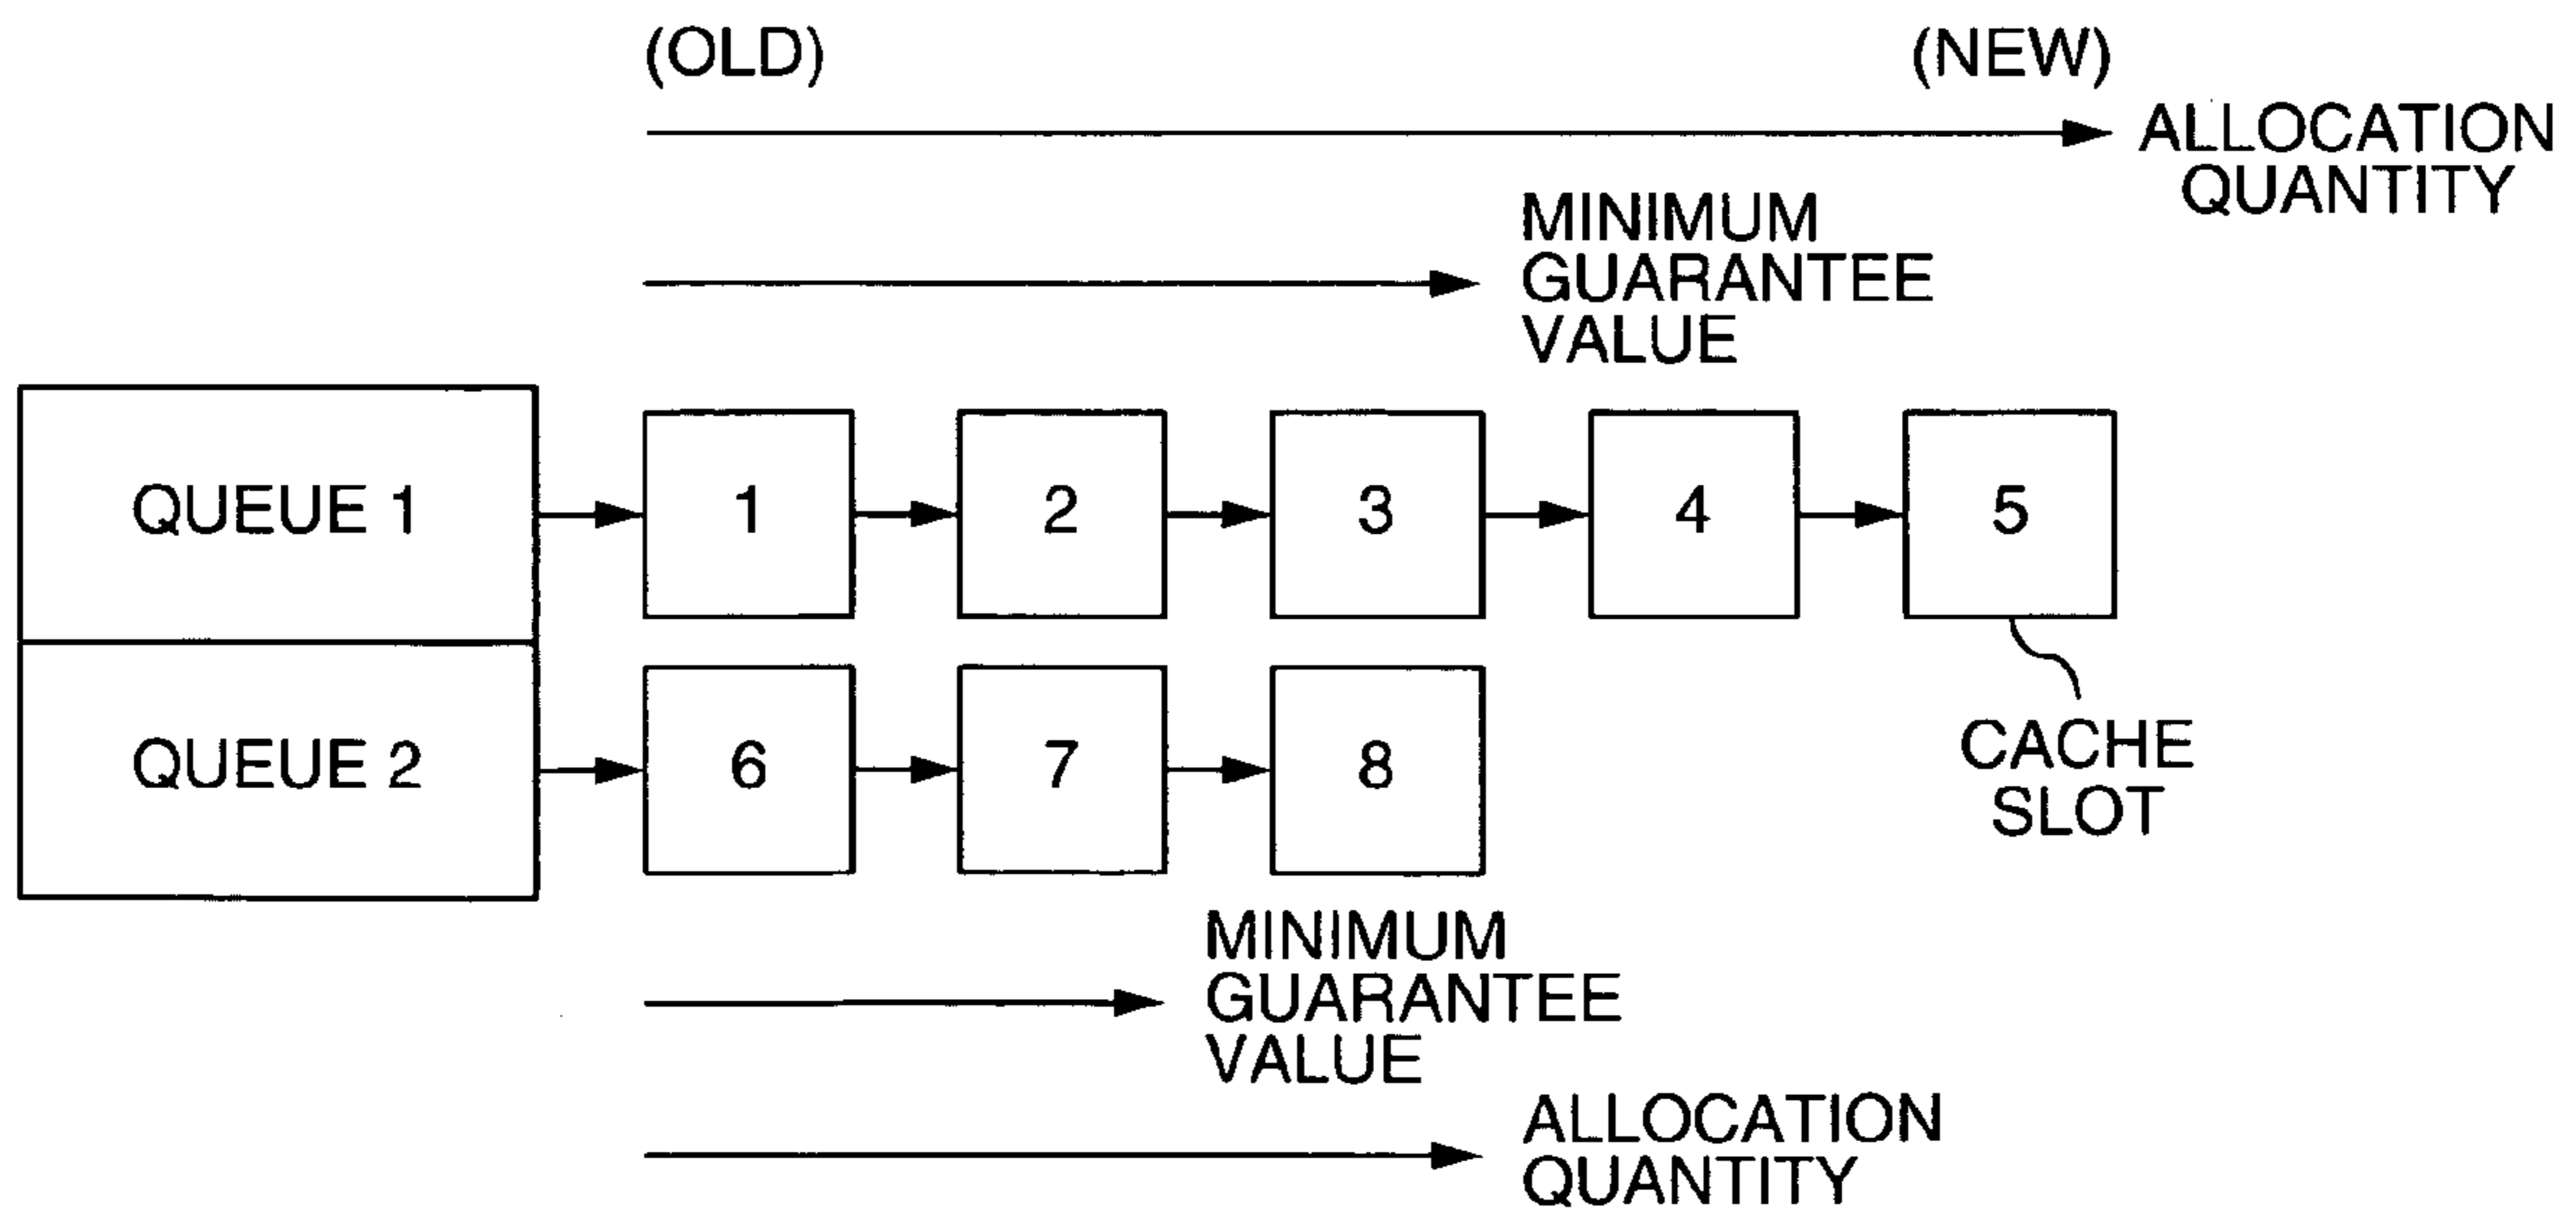 (OLD)
(NEW)
ALLOCATION
QUANTITY
MINIMUM
GUARANTEE
VALUE
QUEUE 1
1
2
3
4
5
QUEUE 2
6
7
8
CACHE
SLOT
MINIMUM
GUARANTEE
VALUE
ALLOCATION
QUANTITY